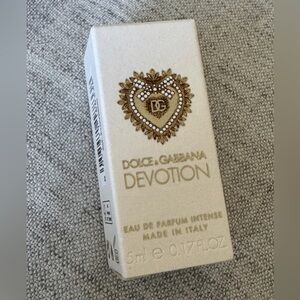 DG
DOLCE & GABBANA
DEVOTION
EAU DE PARFUM INTENSE
MADE IN ITALY
5ml e 0.17 FL.OZ.